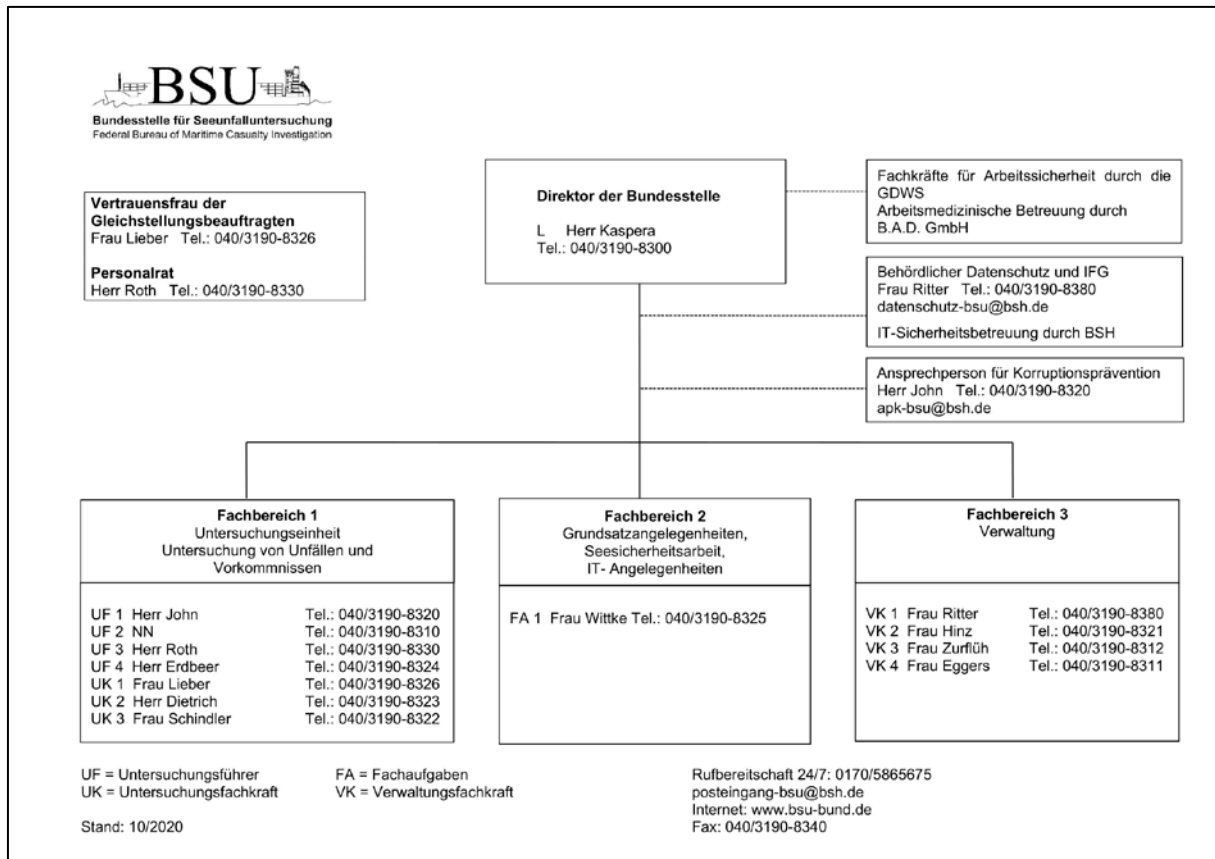 BSU
Bundesstelle für Seeunfalluntersuchung
Federal Bureau of Maritime Casualty Investigation
Vertrauensfrau der
Gleichstellungsbeauftragten
Frau Lieber Tel.: 040/3190-8326
Personalrat
Herr Roth Tel.: 040/3190-8330
Direktor der Bundesstelle
L Herr Kaspera
Tel.: 040/3190-8300
Fachkräfte für Arbeitssicherheit durch die
GDWS
Arbeitsmedizinische Betreuung durch
B.A.D. GmbH
Behördlicher Datenschutz und IFG
Frau Ritter Tel.: 040/3190-8380
datenschutz-bsu@bsh.de
IT-Sicherheitsbetreuung durch BSH
Ansprechperson für Korruptionsprävention
Herr John Tel.: 040/3190-8320
apk-bsu@bsh.de
Fachbereich 1
Untersuchungseinheit
Untersuchung von Unfällen und
Vorkommnissen
UF 1 Herr John Tel.: 040/3190-8320
UF 2 NN Tel.: 040/3190-8310
UF 3 Herr Roth Tel.: 040/3190-8330
UF 4 Herr Erdbeer Tel.: 040/3190-8324
UK 1 Frau Lieber Tel.: 040/3190-8326
UK 2 Herr Dietrich Tel.: 040/3190-8323
UK 3 Frau Schindler Tel.: 040/3190-8322
Fachbereich 2
Grundsatzangelegenheiten,
Seesicherheitsarbeit,
IT- Angelegenheiten
FA 1 Frau Wittke Tel.: 040/3190-8325
Fachbereich 3
Verwaltung
VK 1 Frau Ritter Tel.: 040/3190-8380
VK 2 Frau Hinz Tel.: 040/3190-8321
VK 3 Frau Zurflüh Tel.: 040/3190-8312
VK 4 Frau Eggers Tel.: 040/3190-8311
UF = Untersuchungsführer
UK = Untersuchungsfachkraft
FA = Fachaufgaben
VK = Verwaltungsfachkraft
Stand: 10/2020
Rufbereitschaft 24/7: 0170/5865675
posteingang-bsu@bsh.de
Internet: www.bsu-bund.de
Fax: 040/3190-8340